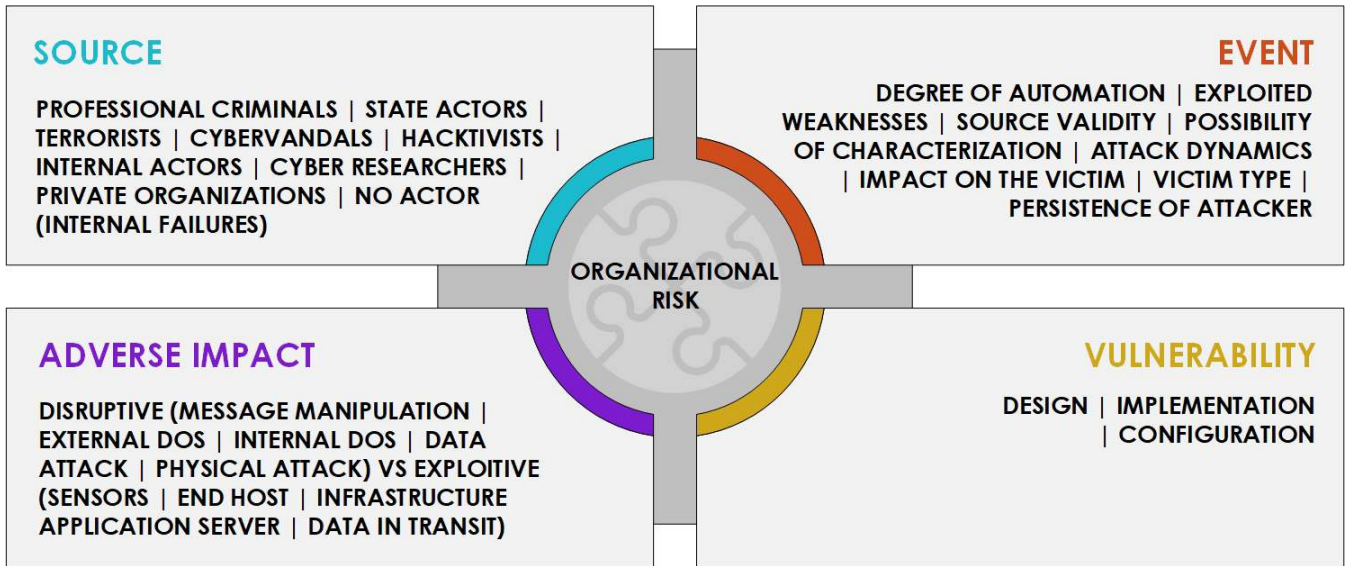 SOURCE
PROFESSIONAL CRIMINALS | STATE ACTORS |
TERRORISTS | CYBERVANDALS | HACKTIVISTS |
INTERNAL ACTORS | CYBER RESEARCHERS |
PRIVATE ORGANIZATIONS | NO ACTOR
(INTERNAL FAILURES)
EVENT
DEGREE OF AUTOMATION | EXPLOITED
WEAKNESSES | SOURCE VALIDITY | POSSIBILITY
OF CHARACTERIZATION | ATTACK DYNAMICS
| IMPACT ON THE VICTIM | VICTIM TYPE |
PERSISTENCE OF ATTACKER
ORGANIZATIONAL
RISK
ADVERSE IMPACT
DISRUPTIVE (MESSAGE MANIPULATION |
EXTERNAL DOS | INTERNAL DOS | DATA
ATTACK | PHYSICAL ATTACK) VS EXPLOITIVE
(SENSORS | END HOST | INFRASTRUCTURE
APPLICATION SERVER | DATA IN TRANSIT)
VULNERABILITY
DESIGN | IMPLEMENTATION
| CONFIGURATION